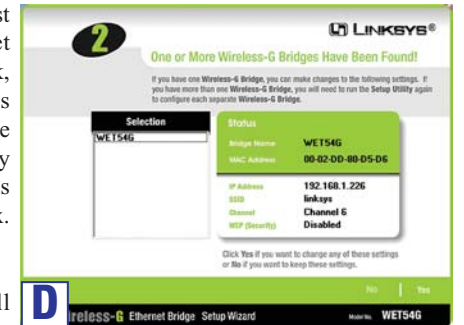 st
et
k,
s
e
y
s
k.
ll
2
LINKSYS®
One or More Wireless-G Bridges Have Been Found!
If you have one Wireless-G Bridge, you can make changes to the following settings. If
you have more than one Wireless-G Bridge, you will need to run the Setup Utility again
to configure each separate Wireless-G Bridge.
Selection
WET54G
Status
Bridge Name WET54G
MAC Address 00-02-DD-80-D5-D6
IP Address 192.168.1.226
SSID linksys
Channel Channel 6
WEP (Security) Disabled
Click Yes if you want to change any of these settings
or No if you want to keep these settings.
No Yes
D
ireless-G Ethernet Bridge Setup Wizard Model No. WET54G